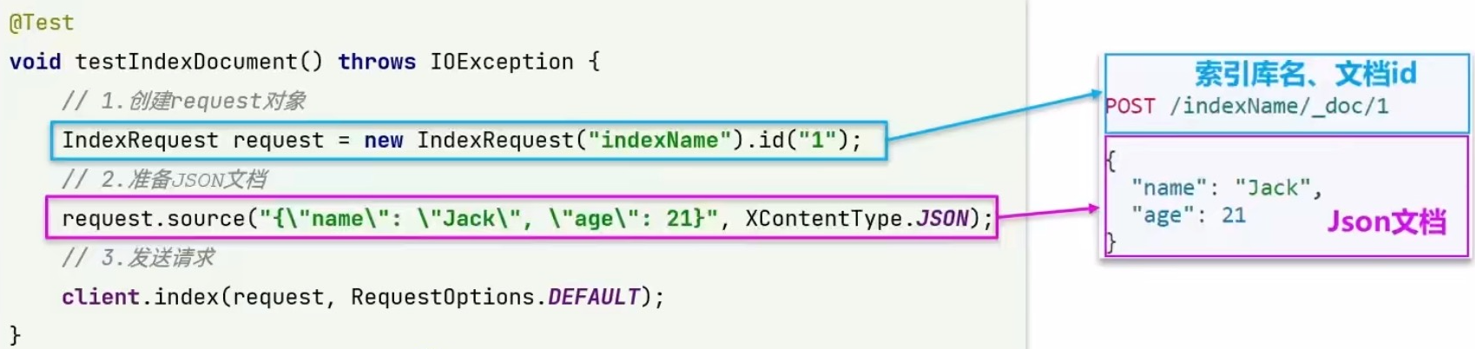 @Test
void testIndexDocument() throws IOException {
// 1.创建request对象
IndexRequest request = new IndexRequest("indexName").id("1");
// 2.准备JSON文档
request.source("{\"name\": \"Jack\", \"age\": 21}", XContentType.JSON);
// 3.发送请求
client.index(request, RequestOptions.DEFAULT);
}
索引库名、文档id
POST /indexName/_doc/1
{
"name": "Jack",
"age": 21
Json文档
}